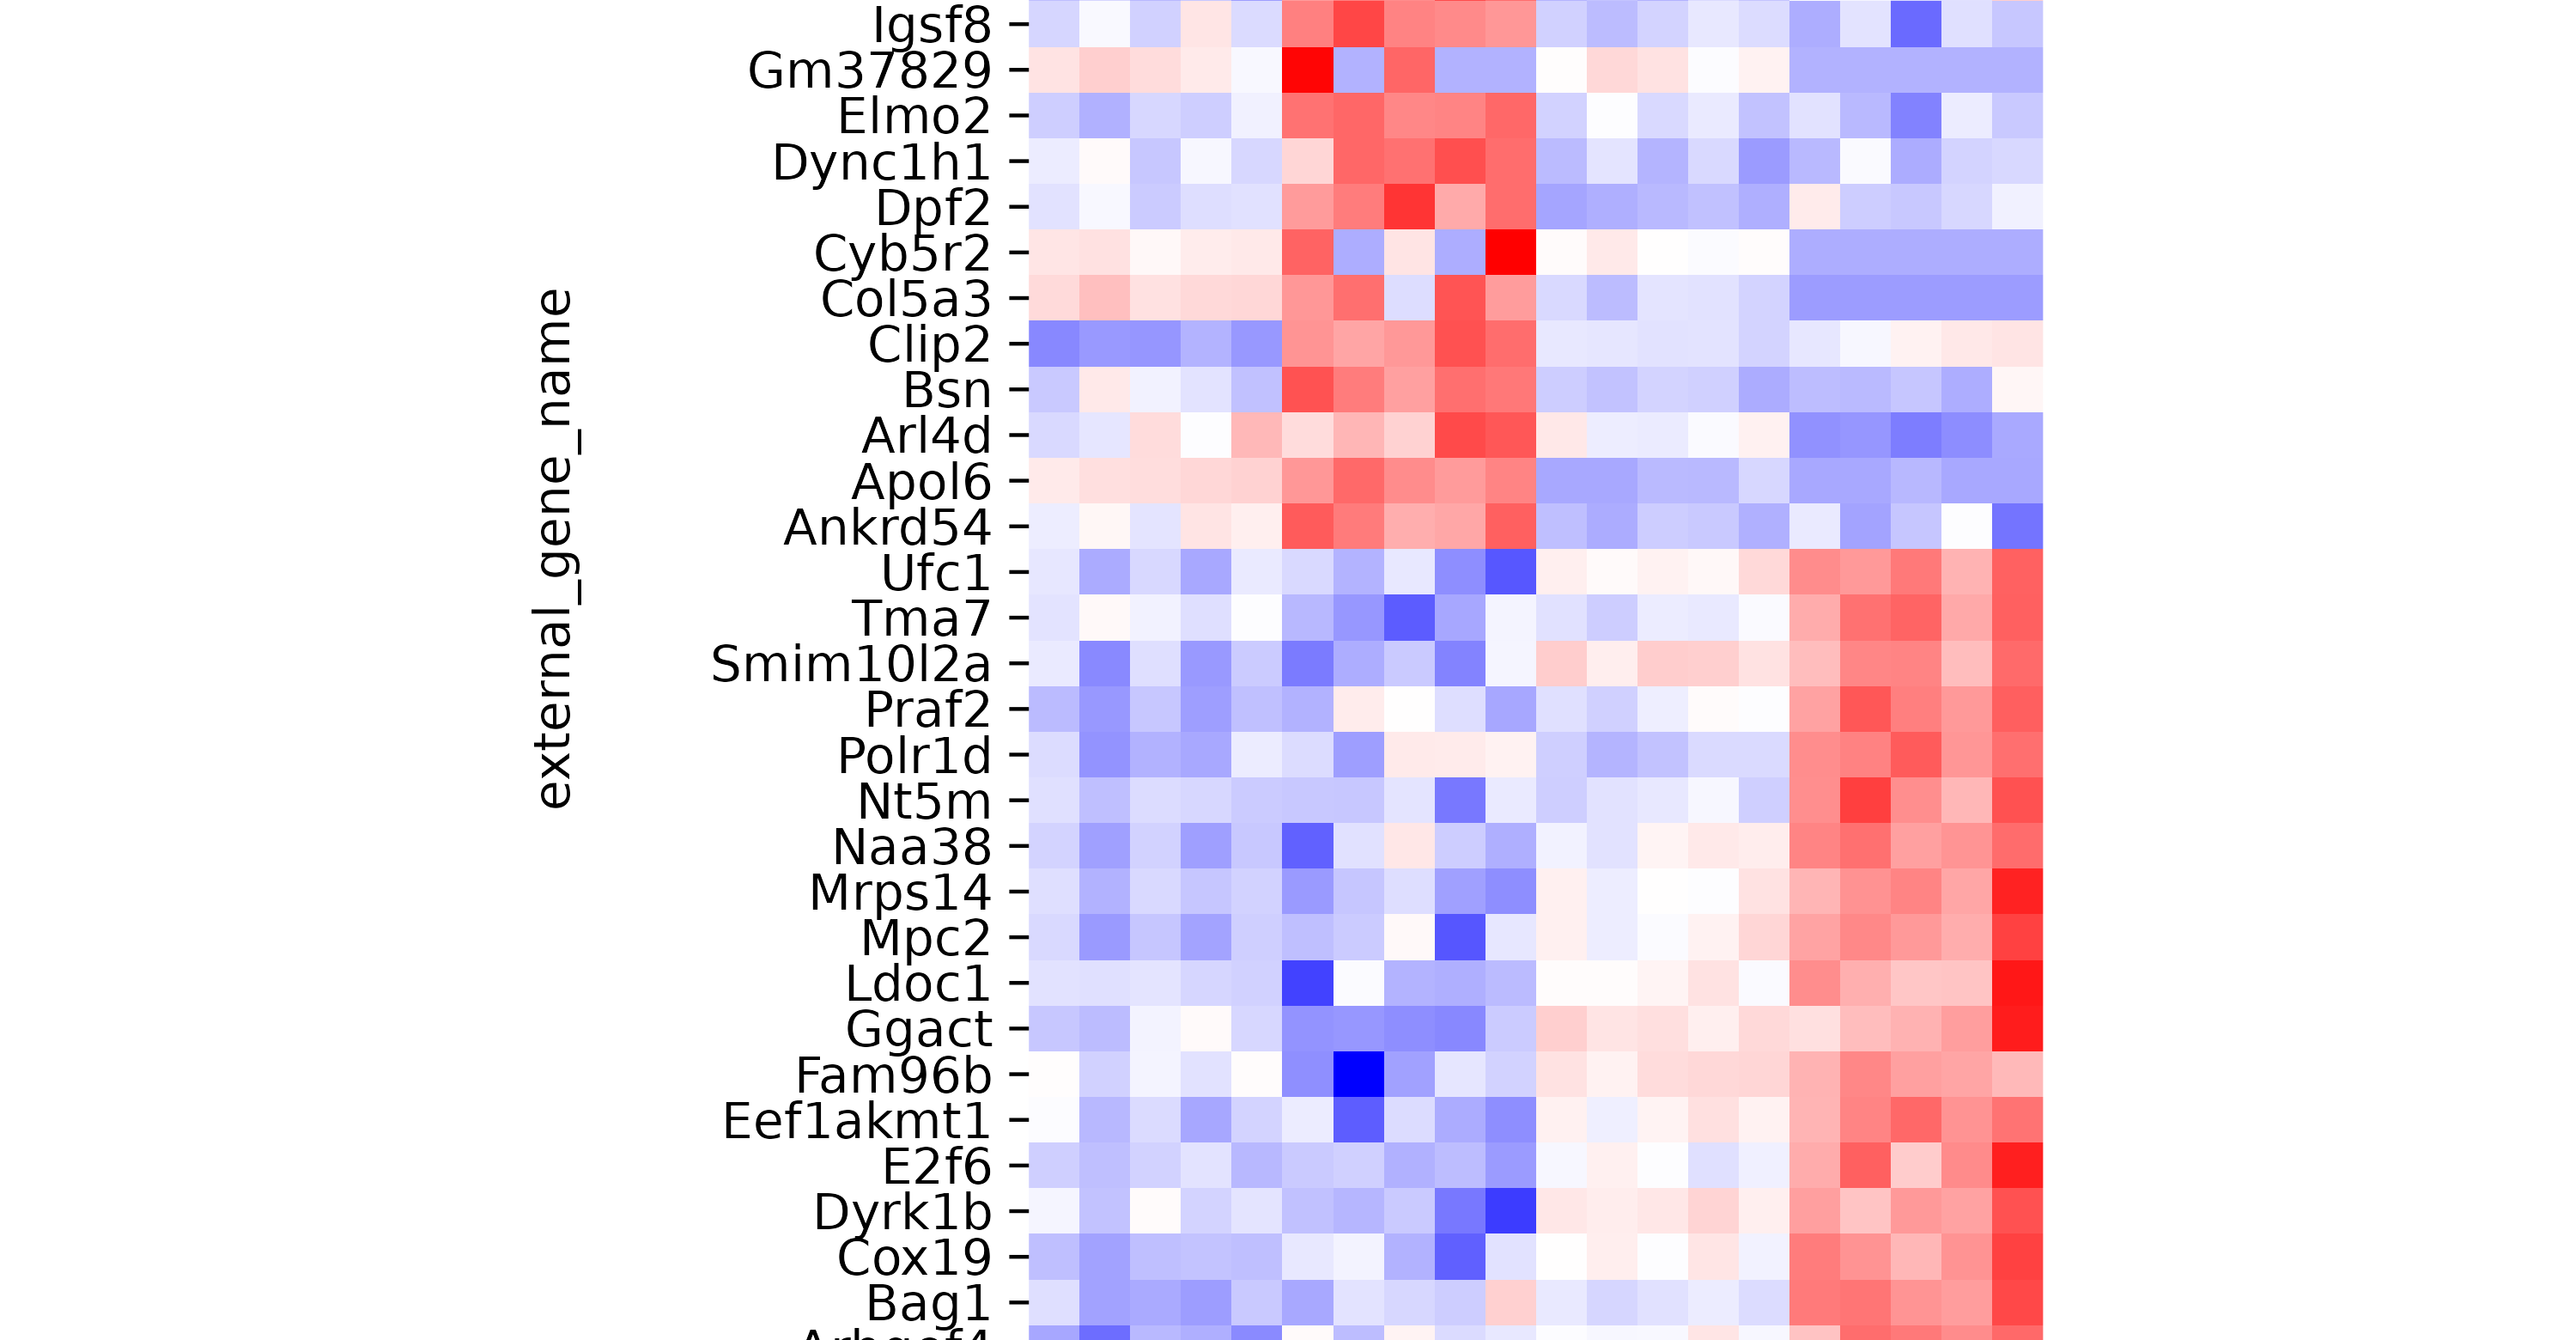 external_gene_name
Igsf8
Gm37829
Elmo2
Dync1h1
Dpf2
Cyb5r2
Col5a3
Clip2
Bsn
Arl4d
Apol6
Ankrd54
Ufc1
Tma7
Smim10l2a
Praf2
Polr1d
Nt5m
Naa38
Mrps14
Mpc2
Ldoc1
Ggact
Fam96b
Eef1akmt1
E2f6
Dyrk1b
Cox19
Bag1